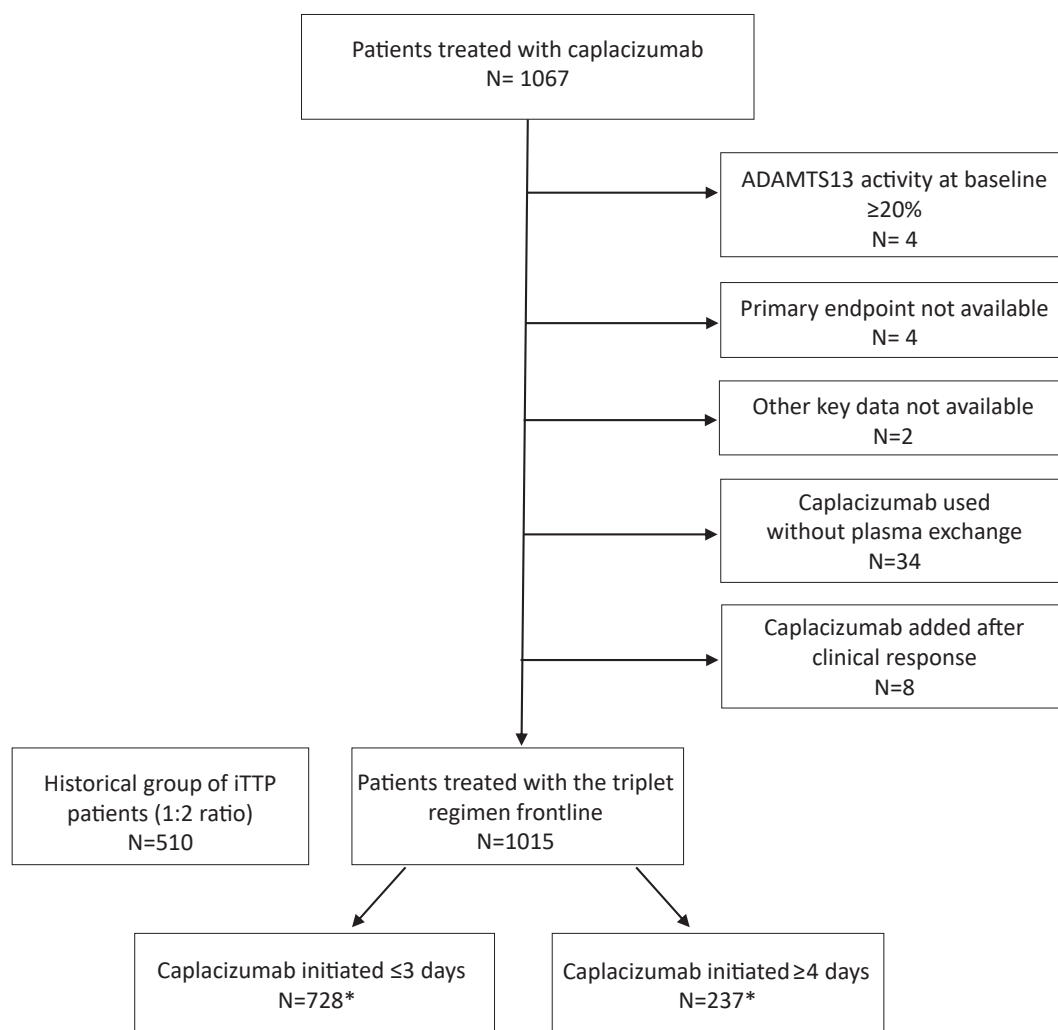 Patients treated with caplacizumab
N= 1067
ADAMTS13 activity at baseline
≥20%
N= 4
Primary endpoint not available
N= 4
Other key data not available
N=2
Caplacizumab used
without plasma exchange
N=34
Caplacizumab added after
clinical response
N=8
Historical group of iTTP
patients (1:2 ratio)
N=510
Patients treated with the triplet
regimen frontline
N=1015
Caplacizumab initiated ≤3 days
N=728*
Caplacizumab initiated ≥4 days
N=237*